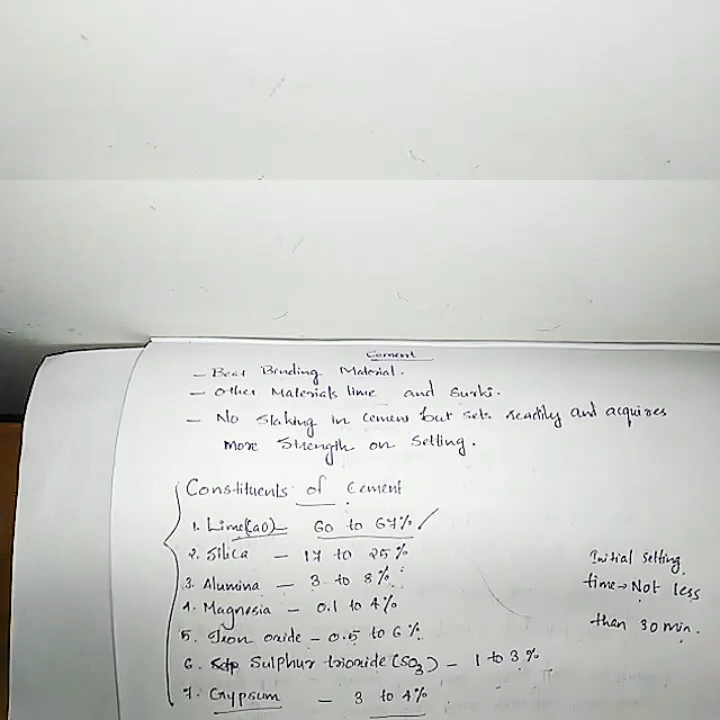 Cement
- Best Binding Material.
- Other Materials lime and Surki.
- No Slaking in cement but sets readily and acquires
more Strength on Setting.
Constituents of Cement
1. Lime(CaO) 60 to 67%
2. Silica - 17 to 25%
3. Alumina - 3 to 8%
4. Magnesia - 0.1 to 4%
5. Iron oxide - 0.5 to 6%
6. Sulphur trioxide (SO3) - 1 to 3%
7. Gypsum - 3 to 4%
Initial Setting
time → Not less
than 30 min.